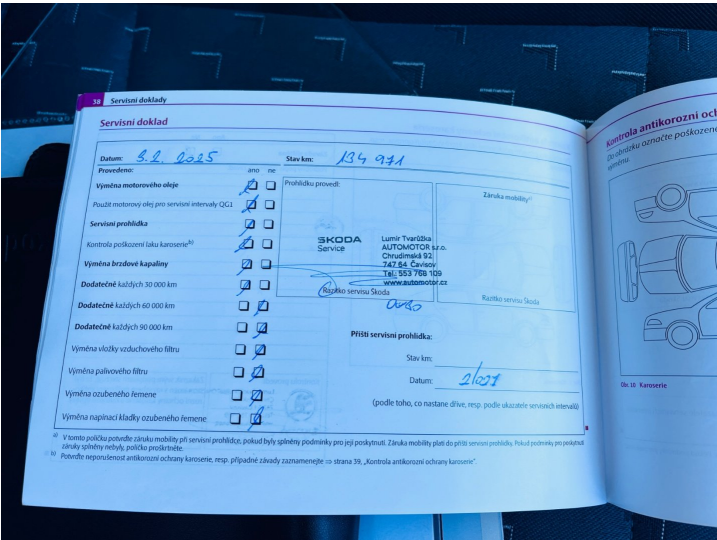 38 Servisní doklady
Servisní doklad
Datum: 3.2. 2025 Stav km: 134 971
Provedeno: ano ne
Výměna motorového oleje
Použit motorový olej pro servisní intervaly QG1
Servisní prohlídka
Kontrola poškození laku karoserie b)
Výměna brzdové kapaliny
Dodatečně každých 30 000 km
Dodatečně každých 60 000 km
Dodatečně každých 90 000 km
Výměna vložky vzduchového filtru
Výměna palivového filtru
Výměna ozubeného řemene
Výměna napínací kladky ozubeného řemene
Prohlídku provedl:
ŠKODA
Service
Lumír Tvarůžka
AUTOMOTOR s.r.o.
Chrudimská 92
747 64 Čavisov
Tel.: 553 768 109
www.automotor.cz
Razítko servisu Škoda
Záruka mobility a)
Razítko servisu Škoda
Příští servisní prohlídka:
Stav km:
Datum: 2/027
(podle toho, co nastane dříve, resp. podle ukazatele servisních intervalů)
a) V tomto políčku potvrďte záruku mobility při servisní prohlídce, pokud byly splněny podmínky pro její poskytnutí. Záruka mobility platí do příští servisní prohlídky. Pokud podmínky pro poskytnutí
záruky splněny nebyly, políčko proškrtněte.
b) Potvrďte neporušenost antikorozní ochrany karoserie, resp. případné závady zaznamenejte ⇒ strana 39, „Kontrola antikorozní ochrany karoserie".
Kontrola antikorozní och
Do obrázku označte poškozené
Obr. 10 Karoserie